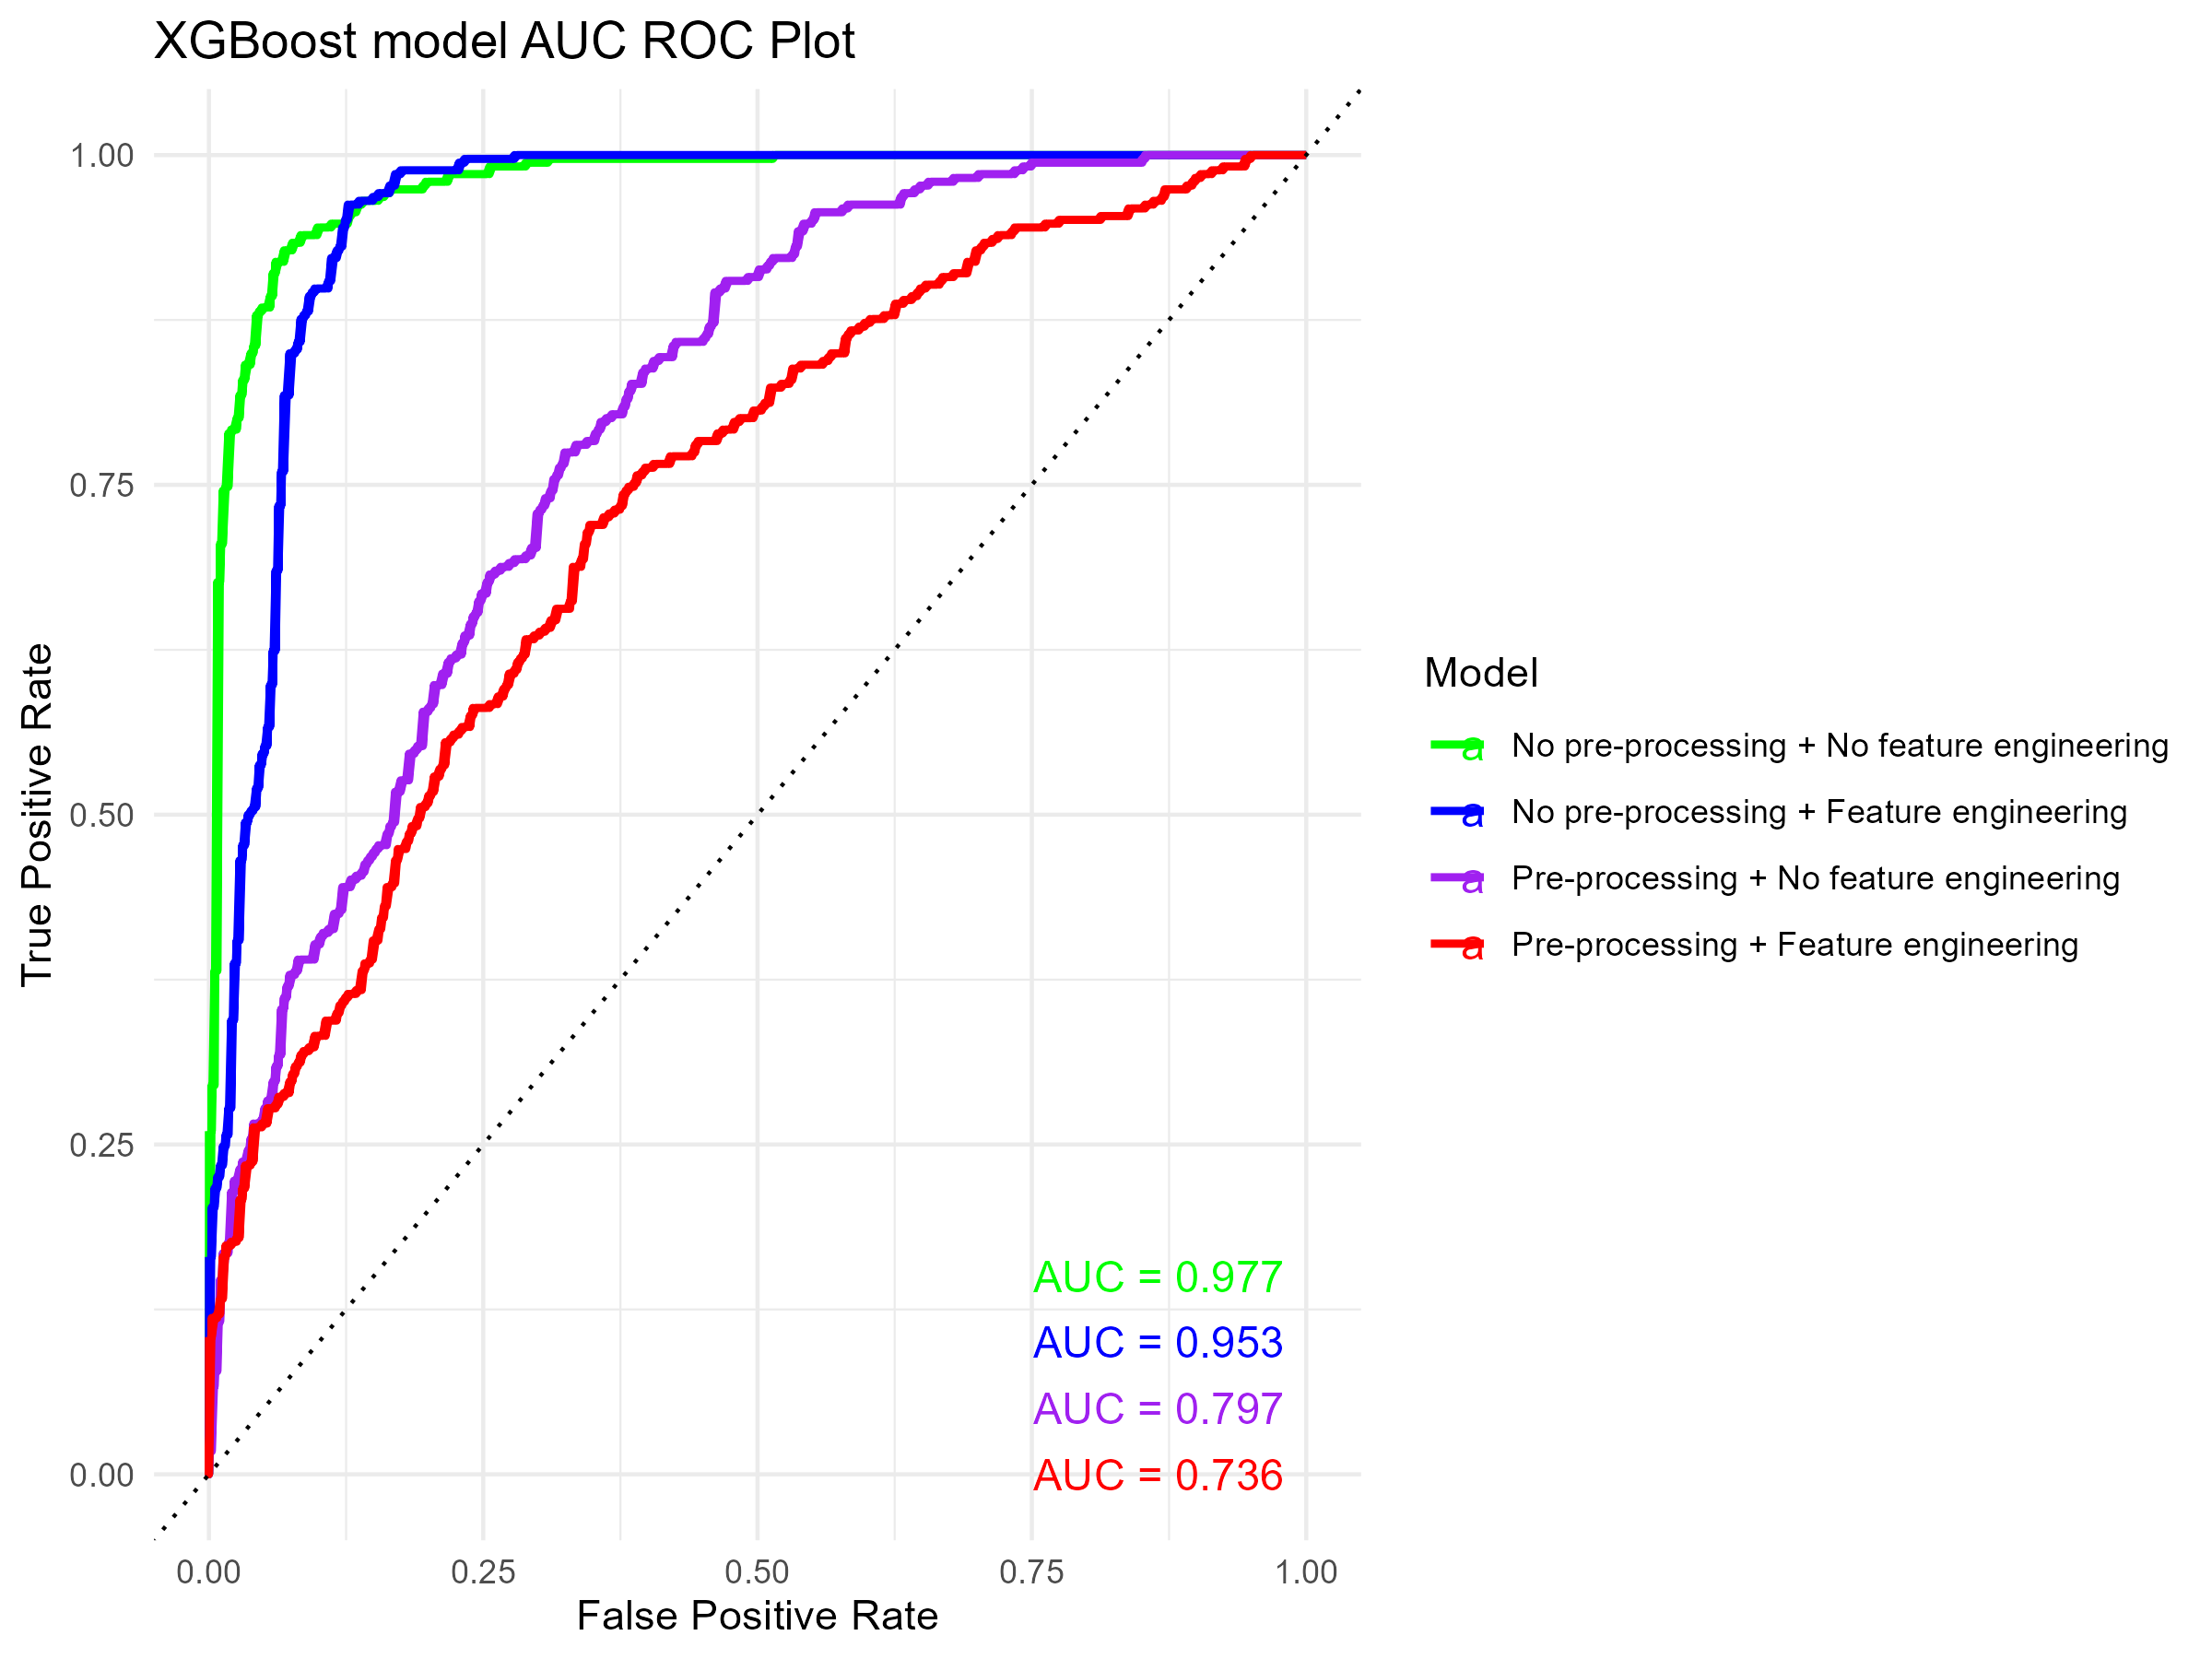 XGBoost model AUC ROC Plot
1.00
0.75
0.50
0.25
0.00
True Positive Rate
0.00 0.25 0.50 0.75 1.00
False Positive Rate
AUC = 0.977
AUC = 0.953
AUC = 0.797
AUC = 0.736
Model
a No pre-processing + No feature engineering
a No pre-processing + Feature engineering
a Pre-processing + No feature engineering
a Pre-processing + Feature engineering